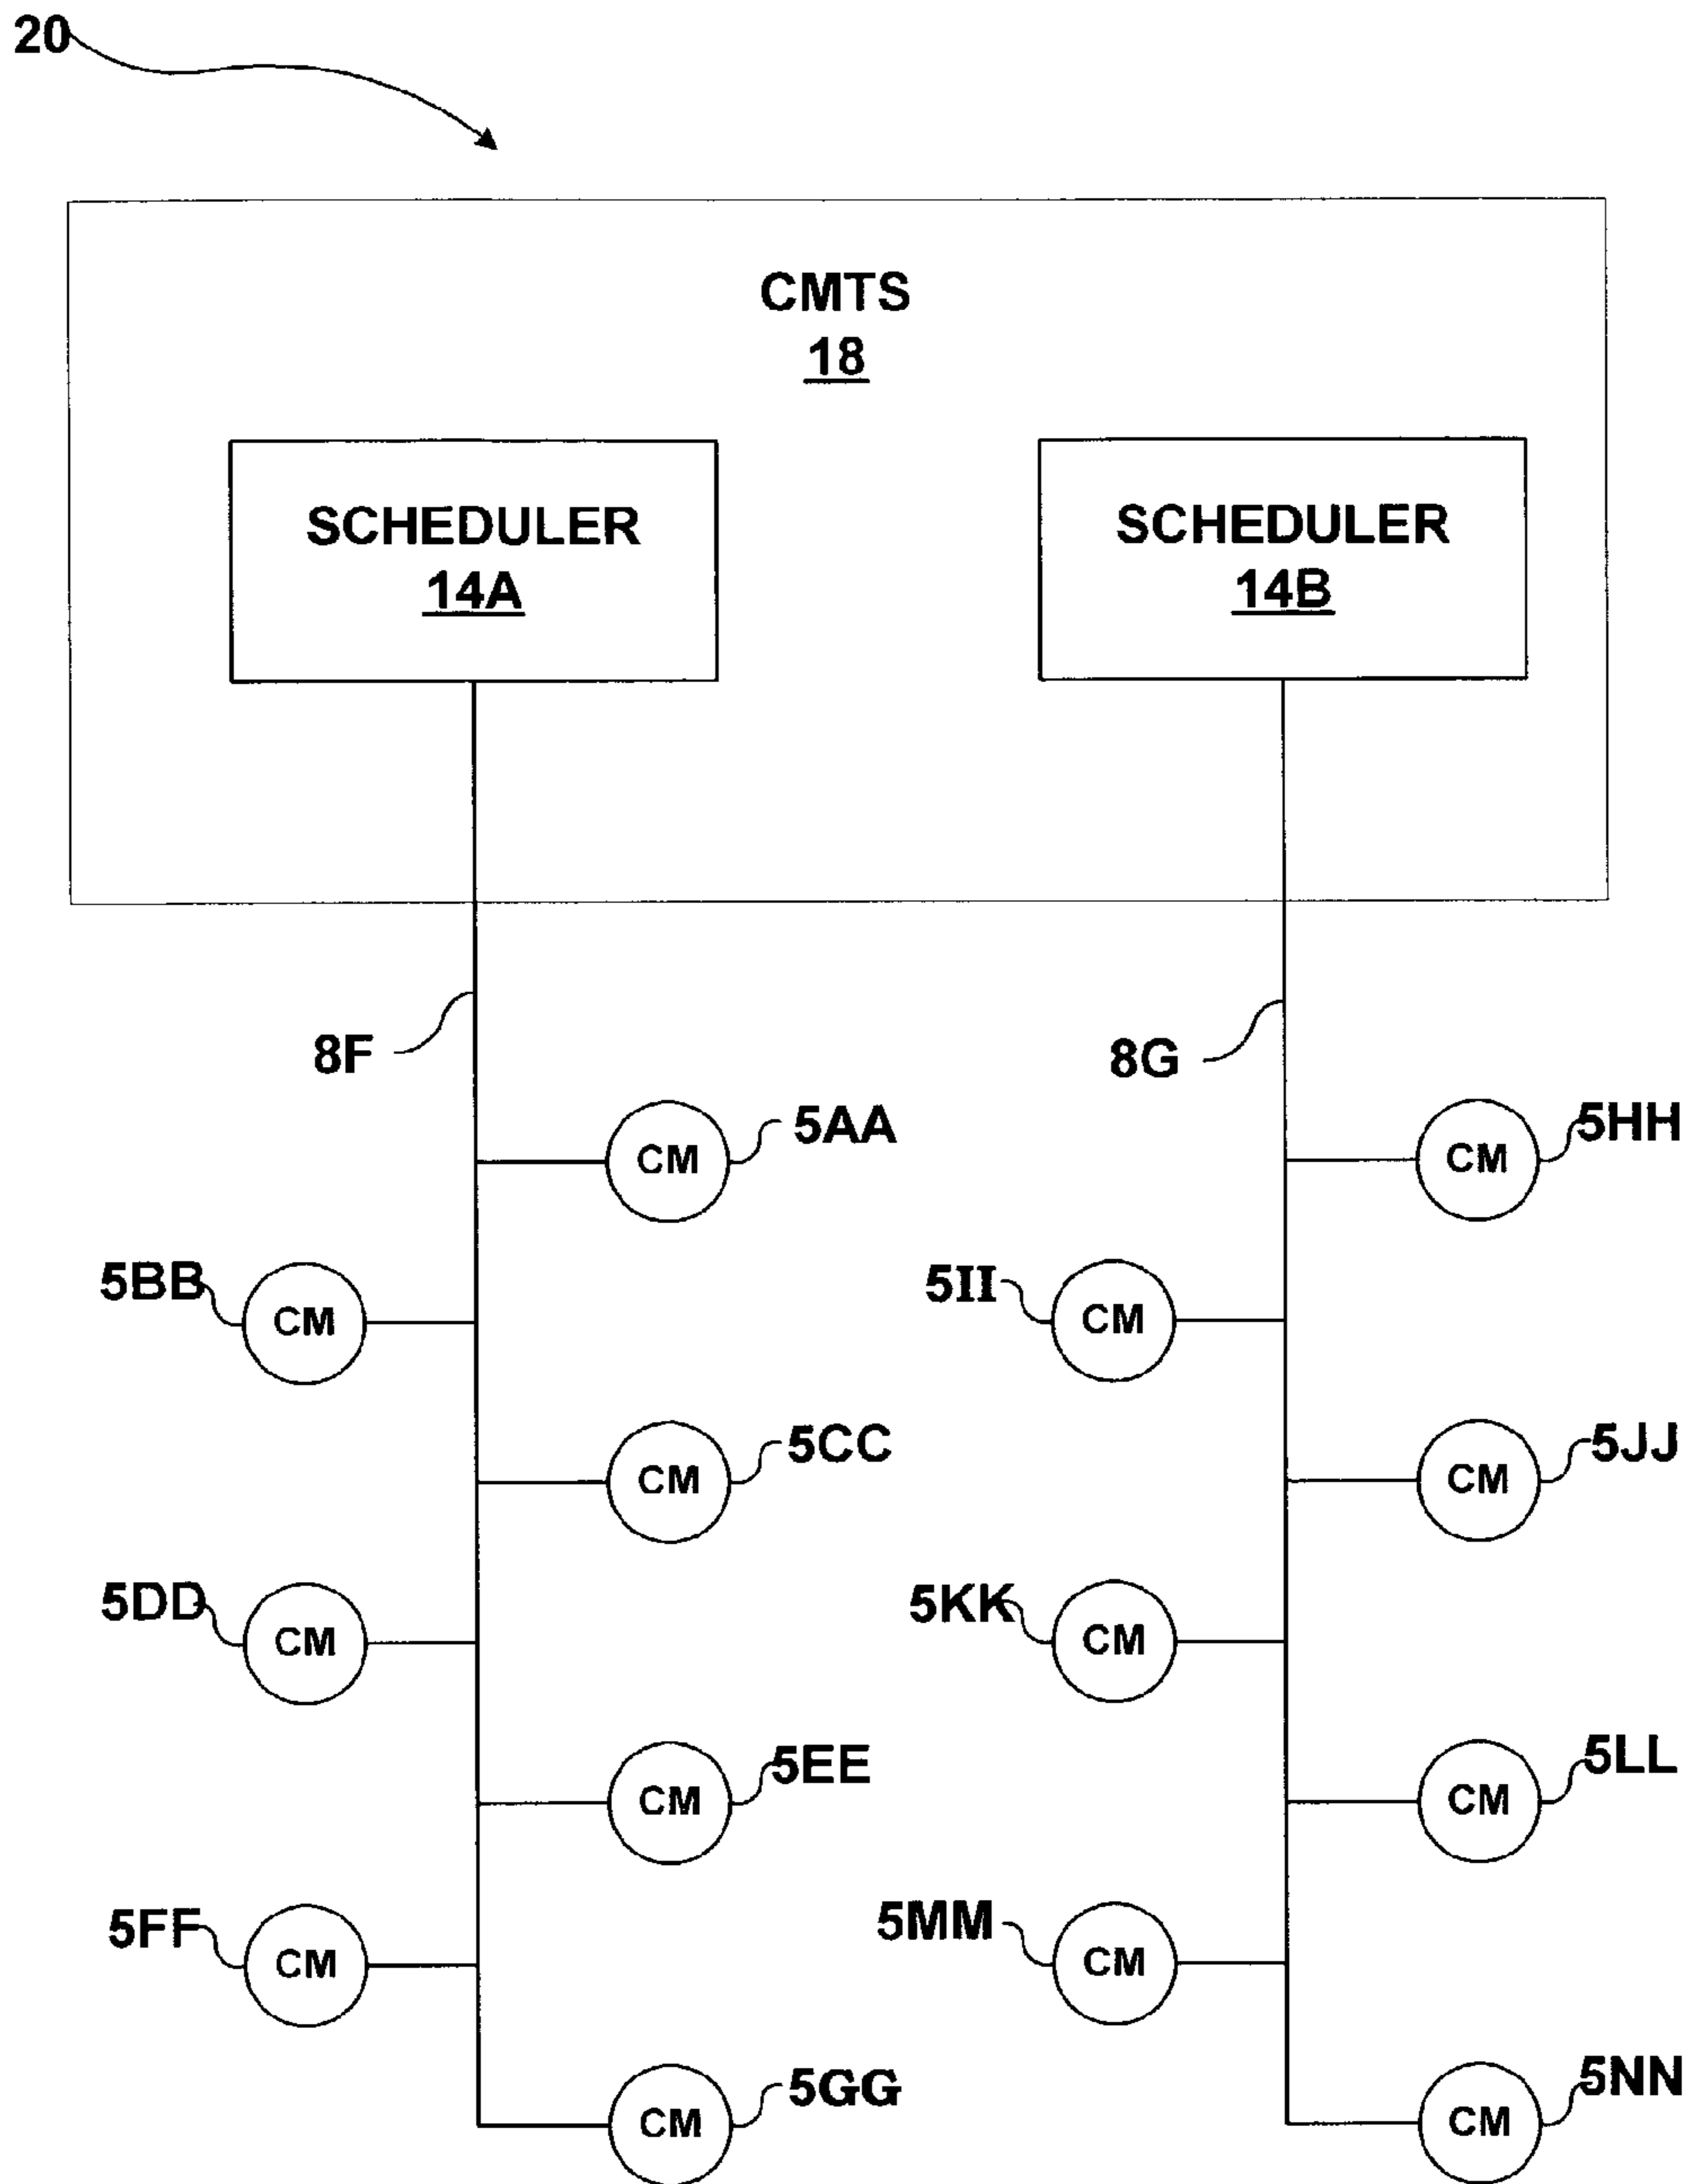 20
CMTS
18
SCHEDULER
14A
SCHEDULER
14B
8F
8G
5AA
CM
5HH
CM
5BB
CM
5II
CM
5CC
CM
5JJ
CM
5DD
CM
5KK
CM
5EE
CM
5LL
CM
5FF
CM
5MM
CM
5GG
CM
5NN
CM